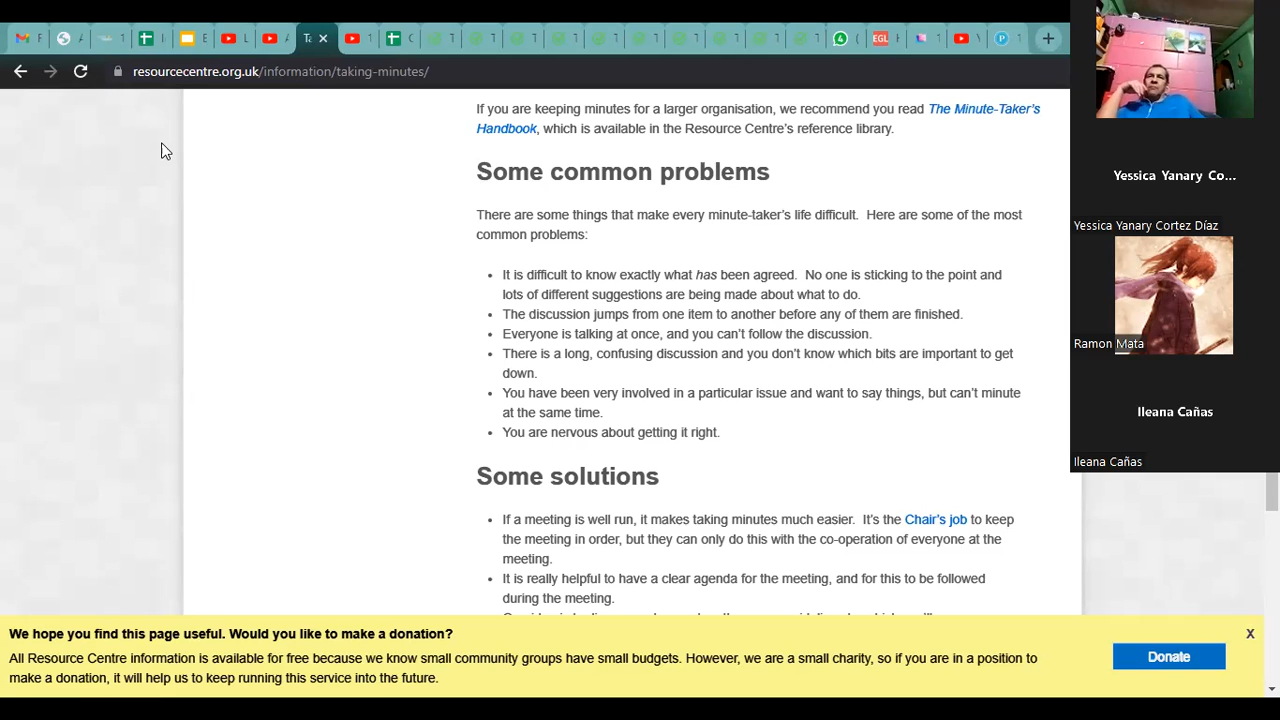 F
A
T
I
E
L
A
Ta
T
C
EGL
T
resourcecentre.org.uk/information/taking-minutes/
If you are keeping minutes for a larger organisation, we recommend you read The Minute-Taker's
Handbook, which is available in the Resource Centre's reference library.
Some common problems
There are some things that make every minute-taker's life difficult. Here are some of the most
common problems:
• It is difficult to know exactly what has been agreed. No one is sticking to the point and
lots of different suggestions are being made about what to do.
• The discussion jumps from one item to another before any of them are finished.
• Everyone is talking at once, and you can't follow the discussion.
• There is a long, confusing discussion and you don't know which bits are important to get
down.
• You have been very involved in a particular issue and want to say things, but can't minute
at the same time.
• You are nervous about getting it right.
Some solutions
• If a meeting is well run, it makes taking minutes much easier. It's the Chair's job to keep
the meeting in order, but they can only do this with the co-operation of everyone at the
meeting.
• It is really helpful to have a clear agenda for the meeting, and for this to be followed
during the meeting.
We hope you find this page useful. Would you like to make a donation?
X
All Resource Centre information is available for free because we know small community groups have small budgets. However, we are a small charity, so if you are in a position to
make a donation, it will help us to keep running this service into the future.
Donate
Yessica Yanary Co...
Yessica Yanary Cortez Díaz
Ramon Mata
Ileana Cañas
Ileana Cañas